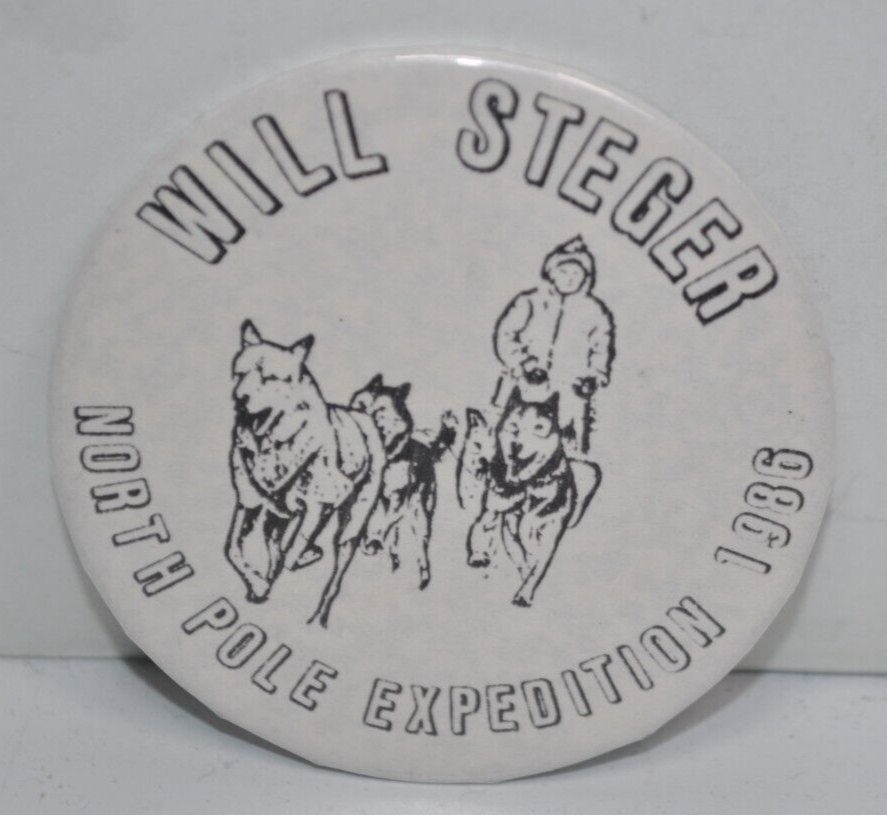 WILL STEGER
NORTH POLE EXPEDITION 1986